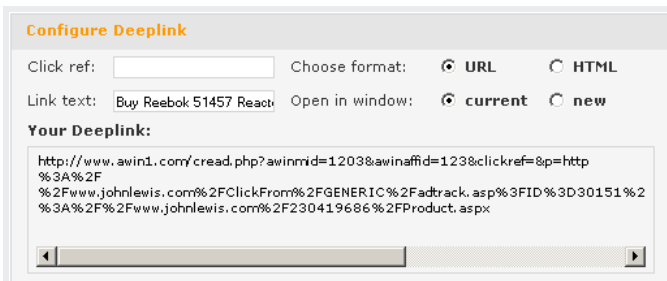 Configure Deeplink
Click ref: Choose format: URL HTML
Link text: Buy Reebok 51457 Open in window: current new
Your Deeplink:
http://www.awin1.com/cread.php?awinmid=1203&awinaffid=123&clickref=&p=http
%3A%2F
%2Fwww.johnlewis.com%2FClickFrom%2FGENERIC%2Fadtrack.asp%3FID%3D30151%2
%3A%2F%2Fwww.johnlewis.com%2F230419686%2FProduct.aspx